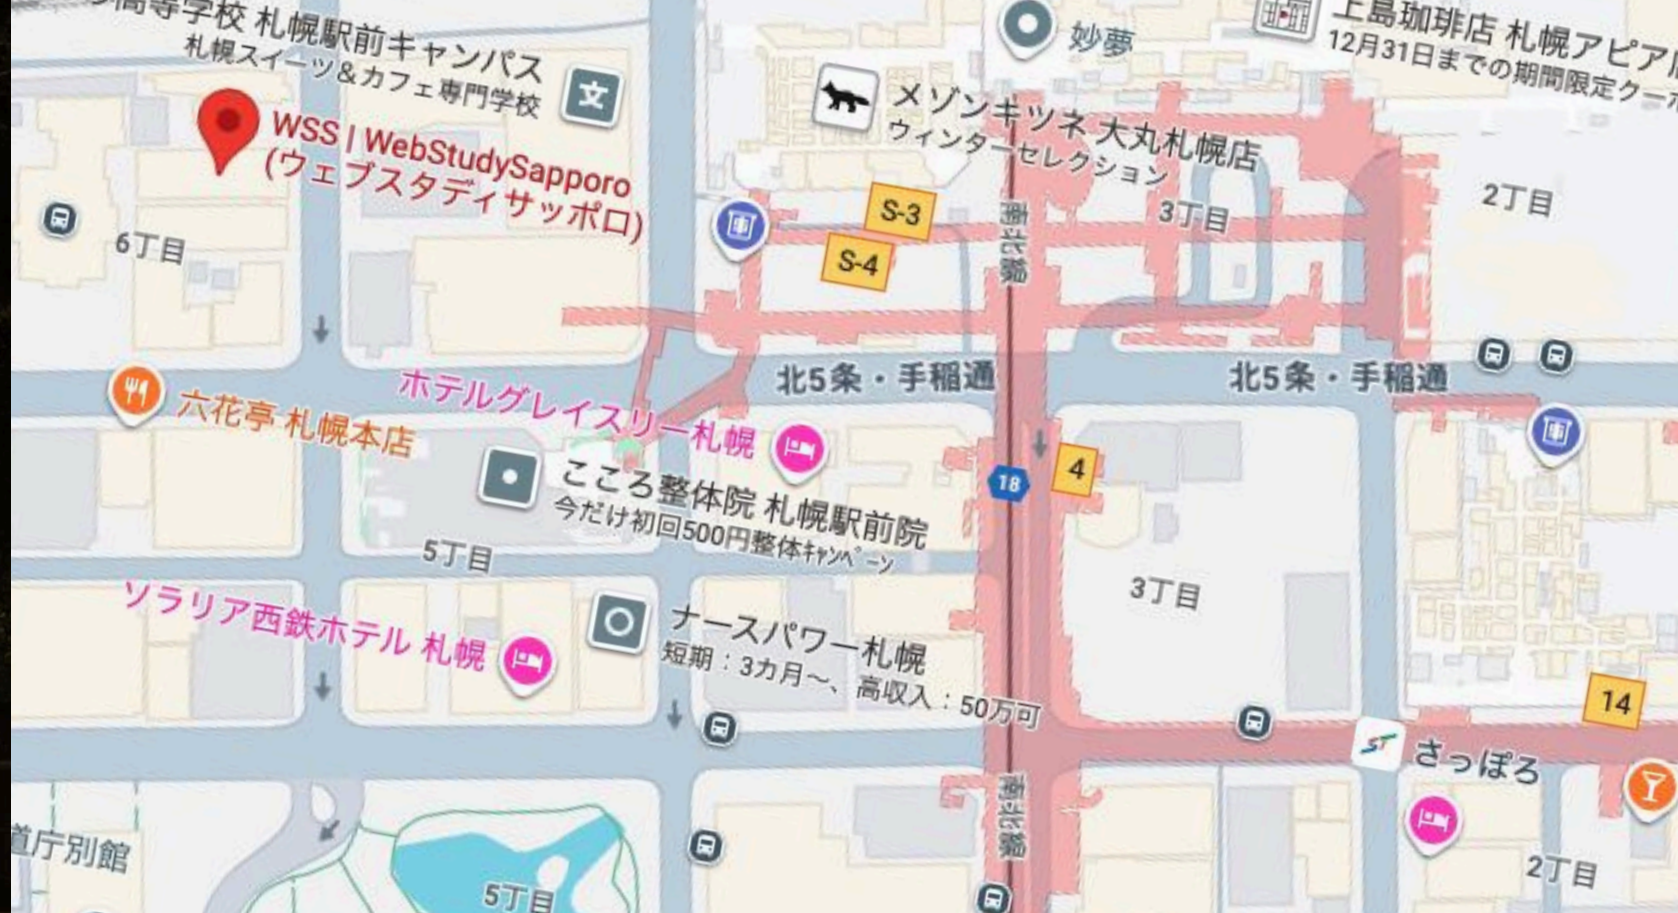 高等学校 札幌駅前キャンパス
札幌スイーツ&カフェ専門学校
文
妙夢
上島珈琲店 札幌アピア店
12月31日までの期間限定クーポ
メゾンキツネ 大丸札幌店
ウィンターセレクション
WSS | WebStudySapporo
(ウェブスタディサッポロ)
6丁目
S-3
S-4
南北線
3丁目
2丁目
北5条・手稲通
北5条・手稲通
六花亭 札幌本店
ホテルグレイスリー札幌
18
4
こころ整体院 札幌駅前院
今だけ初回500円整体ｷｬﾝﾍﾟｰﾝ
5丁目
3丁目
ソラリア西鉄ホテル 札幌
ナースパワー札幌
短期：3カ月〜、高収入：50万可
14
ST
さっぽろ
南北線
道庁別館
5丁目
2丁目